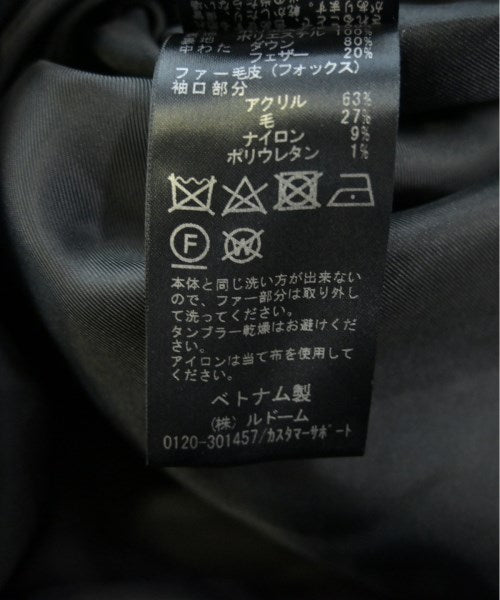 ポリエステル 100%
中わた ダウン 80%
フェザー 20%
ファー毛皮(フォックス)
袖口部分
アクリル 63%
毛 27%
ナイロン 9%
ポリウレタン 1%
F W
本体と同じ洗い方が出来ない
ので、ファー部分は取り外し
て洗ってください。
タンブラー乾燥はお避けくだ
さい。
アイロンは当て布を使用して
ください。
ベトナム製
(株) ルドーム
0120-301457/カスタマーサポート